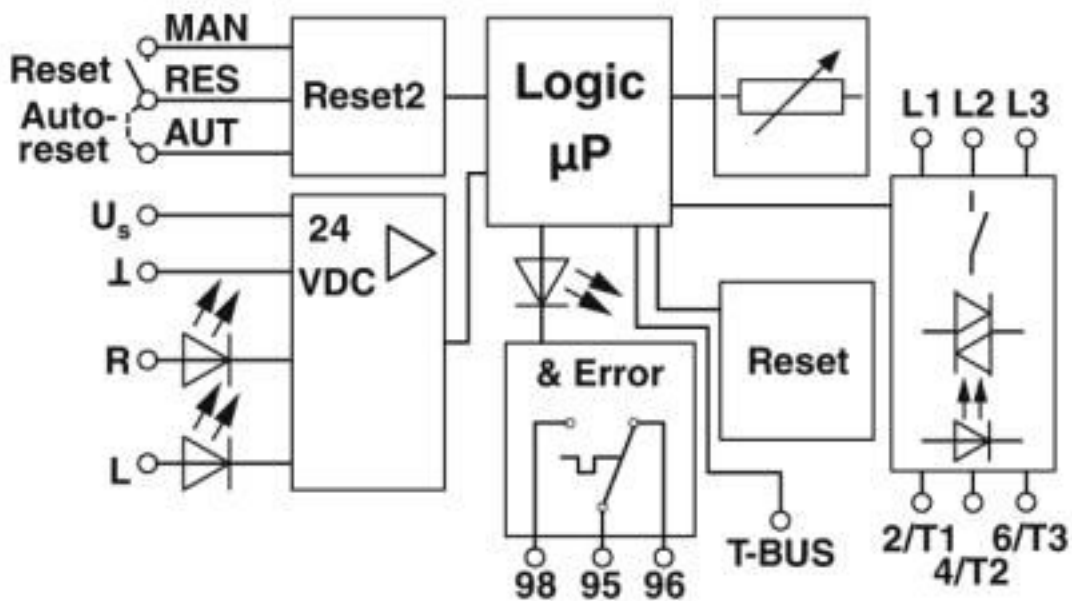 MAN
Reset
RES
Reset2
Auto-
reset
AUT
Logic
µP
L1 L2 L3
Us
24
VDC
⊥
R
L
& Error
Reset
98 95 96
T-BUS
2/T1 6/T3
4/T2